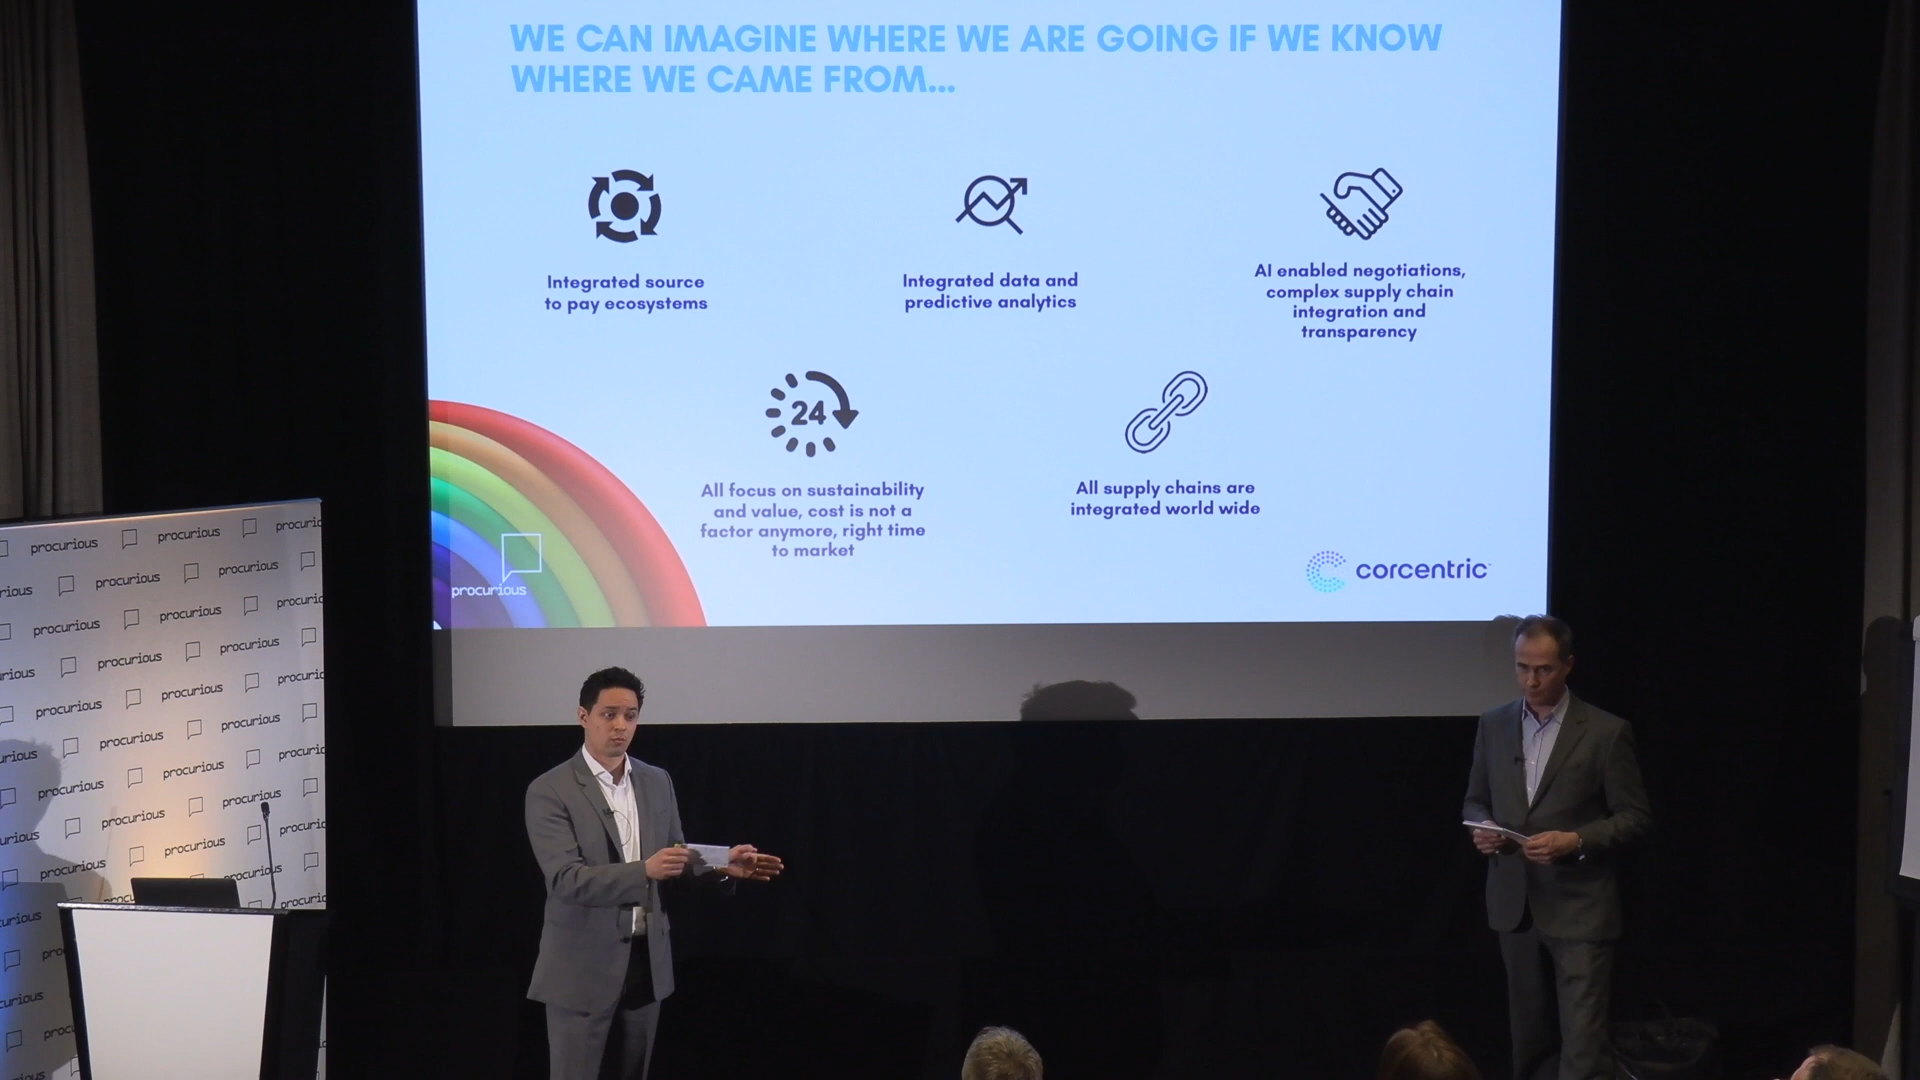 WE CAN IMAGINE WHERE WE ARE GOING IF WE KNOW
WHERE WE CAME FROM...
Integrated source
to pay ecosystems
Integrated data and
predictive analytics
AI enabled negotiations,
complex supply chain
integration and
transparency
24
All focus on sustainability
and value, cost is not a
factor anymore, right time
to market
All supply chains are
integrated world wide
procurious
corcentric
procurious procurious procurious
procurious procurious
procurious procurious
procurious procurious
procurious procurious
procurious procurious
procurious procurious
procurious procurious
procurious procurious
procurious